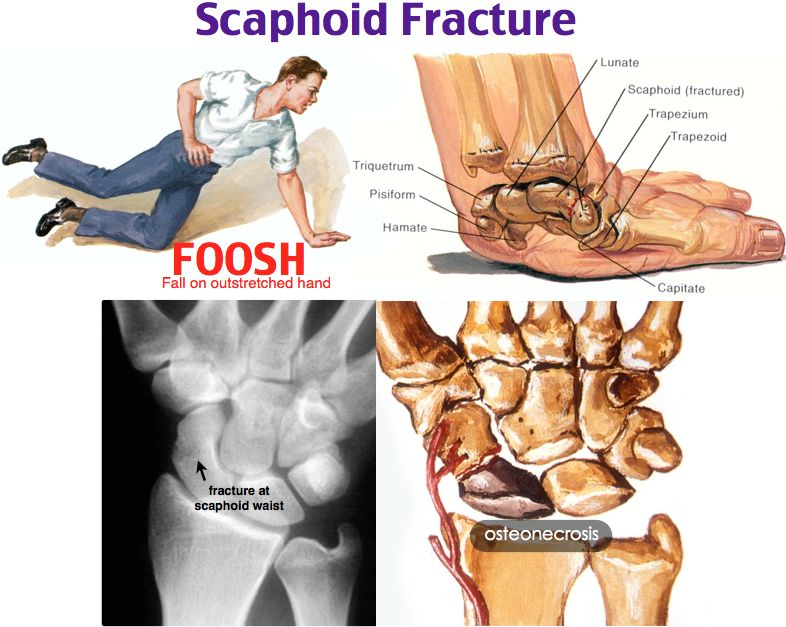 Scaphoid Fracture
Lunate
Scaphoid (fractured)
Trapezium
Trapezoid
Triquetrum
Pisiform
Hamate
Capitate
FOOSH
Fall on outstretched hand
fracture at
scaphoid waist
osteonecrosis